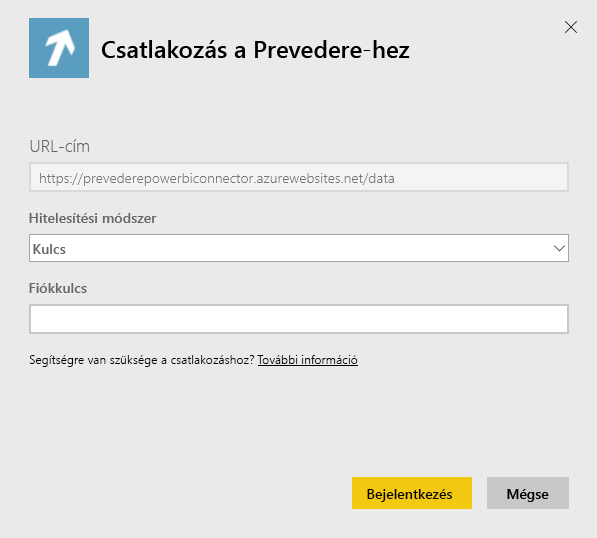 Csatlakozás a Prevedere-hez
URL-cím
https://prevederepowerbiconnector.azurewebsites.net/data
Hitelesítési módszer
Kulcs
Fiókkulcs
Segítségre van szüksége a csatlakozáshoz? További információ
Bejelentkezés Mégse